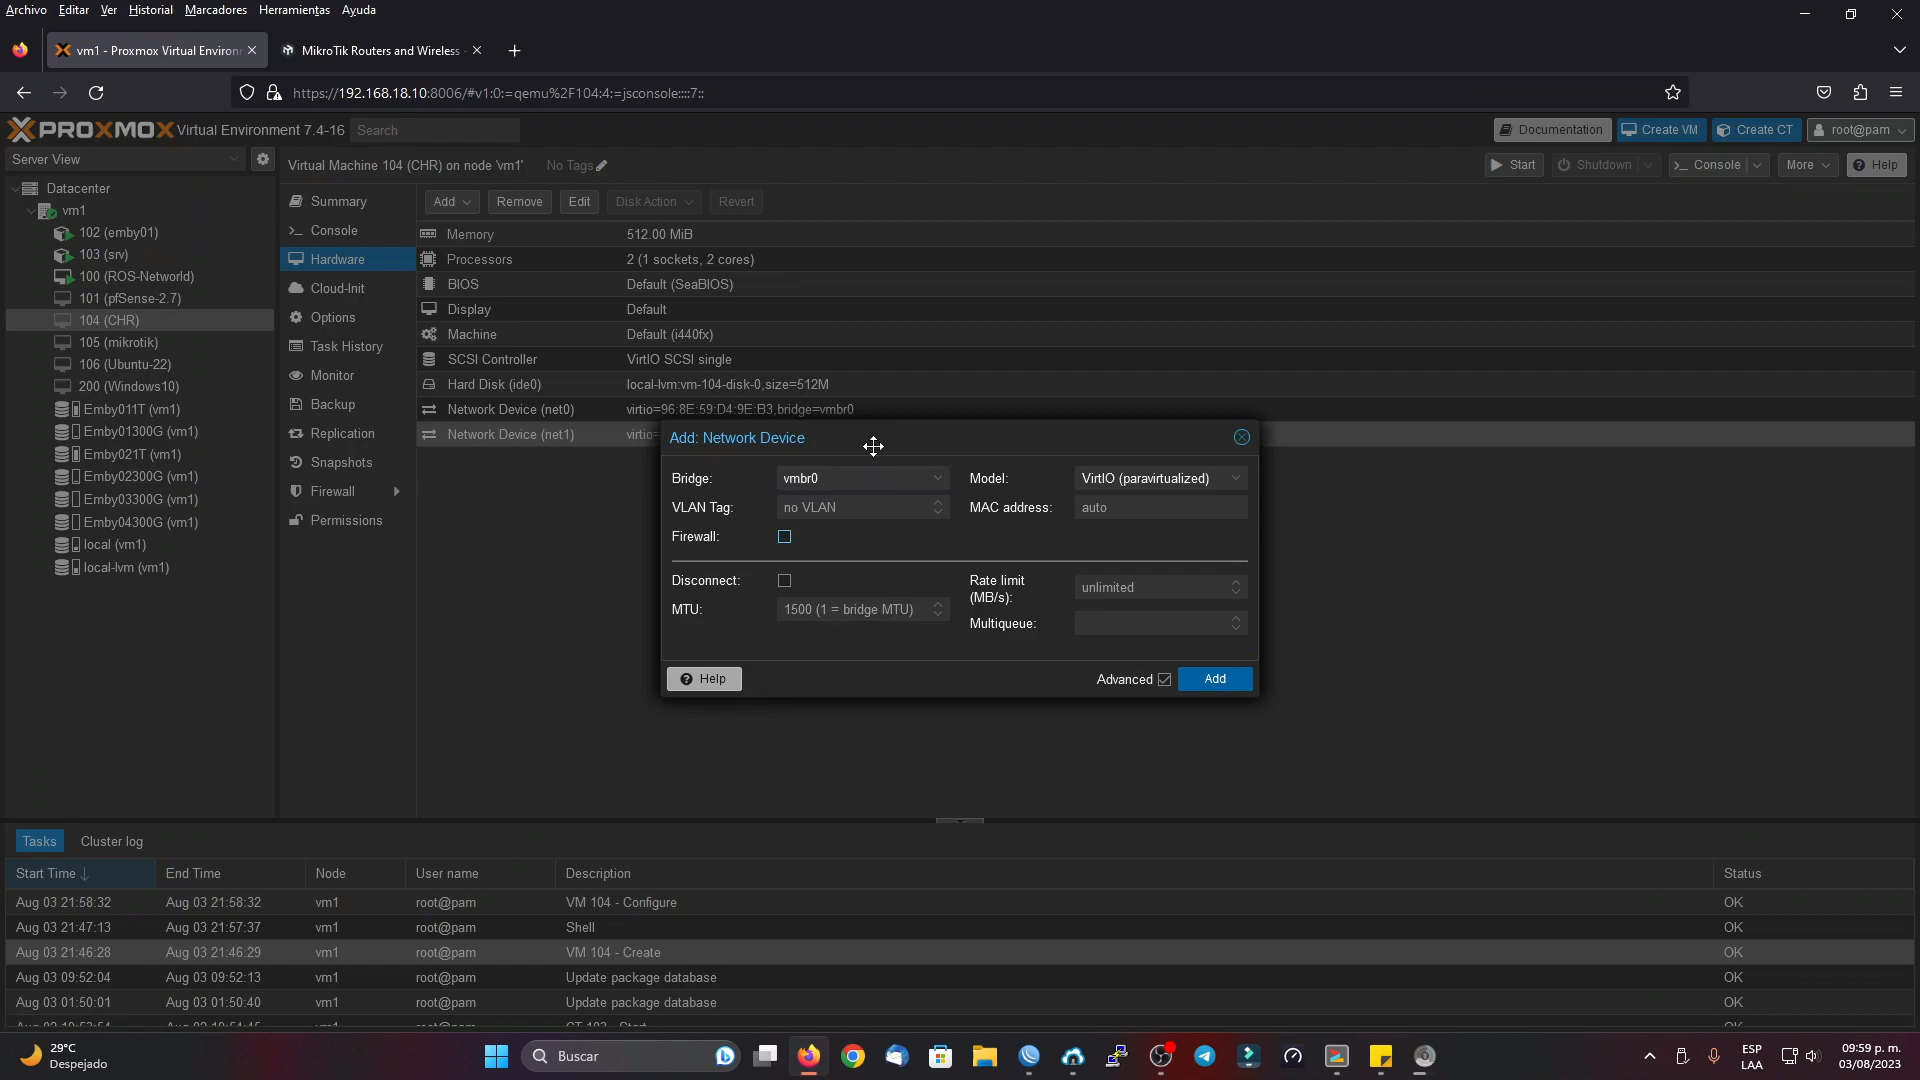 Archivo Editar Ver Historial Marcadores Herramientas Ayuda
vm1 - Proxmox Virtual Environ
MikroTik Routers and Wireless
https://192.168.18.10:8006/#v1:0:=qemu%2F104:4:=jsconsole::::7::
PROXMOX Virtual Environment 7.4-16 Search
Documentation Create VM Create CT root@pam
Server View
Virtual Machine 104 (CHR) on node 'vm1' No Tags
Start Shutdown Console More Help
Datacenter
vm1
102 (emby01)
103 (srv)
100 (ROS-Networld)
101 (pfSense-2.7)
104 (CHR)
105 (mikrotik)
106 (Ubuntu-22)
200 (Windows10)
Emby011T (vm1)
Emby01300G (vm1)
Emby021T (vm1)
Emby02300G (vm1)
Emby03300G (vm1)
Emby04300G (vm1)
local (vm1)
local-lvm (vm1)
Summary
Console
Hardware
Cloud-Init
Options
Task History
Monitor
Backup
Replication
Snapshots
Firewall
Permissions
Add Remove Edit Disk Action Revert
Memory 512.00 MiB
Processors 2 (1 sockets, 2 cores)
BIOS Default (SeaBIOS)
Display Default
Machine Default (i440fx)
SCSI Controller VirtIO SCSI single
Hard Disk (ide0) local-lvm:vm-104-disk-0,size=512M
Network Device (net0) virtio=96:8E:59:D4:9E:B3,bridge=vmbr0
Network Device (net1) virtio=
Add: Network Device
Bridge: vmbr0 Model: VirtIO (paravirtualized)
VLAN Tag: no VLAN MAC address: auto
Firewall:
Disconnect: Rate limit (MB/s): unlimited
MTU: 1500 (1 = bridge MTU) Multiqueue:
Help Advanced Add
Tasks Cluster log
Start Time End Time Node User name Description Status
Aug 03 21:58:32 Aug 03 21:58:32 vm1 root@pam VM 104 - Configure OK
Aug 03 21:47:13 Aug 03 21:57:37 vm1 root@pam Shell OK
Aug 03 21:46:28 Aug 03 21:46:29 vm1 root@pam VM 104 - Create OK
Aug 03 09:52:04 Aug 03 09:52:13 vm1 root@pam Update package database OK
Aug 03 01:50:01 Aug 03 01:50:40 vm1 root@pam Update package database OK
29°C
Despejado
Buscar
ESP
LAA
09:59 p. m.
03/08/2023